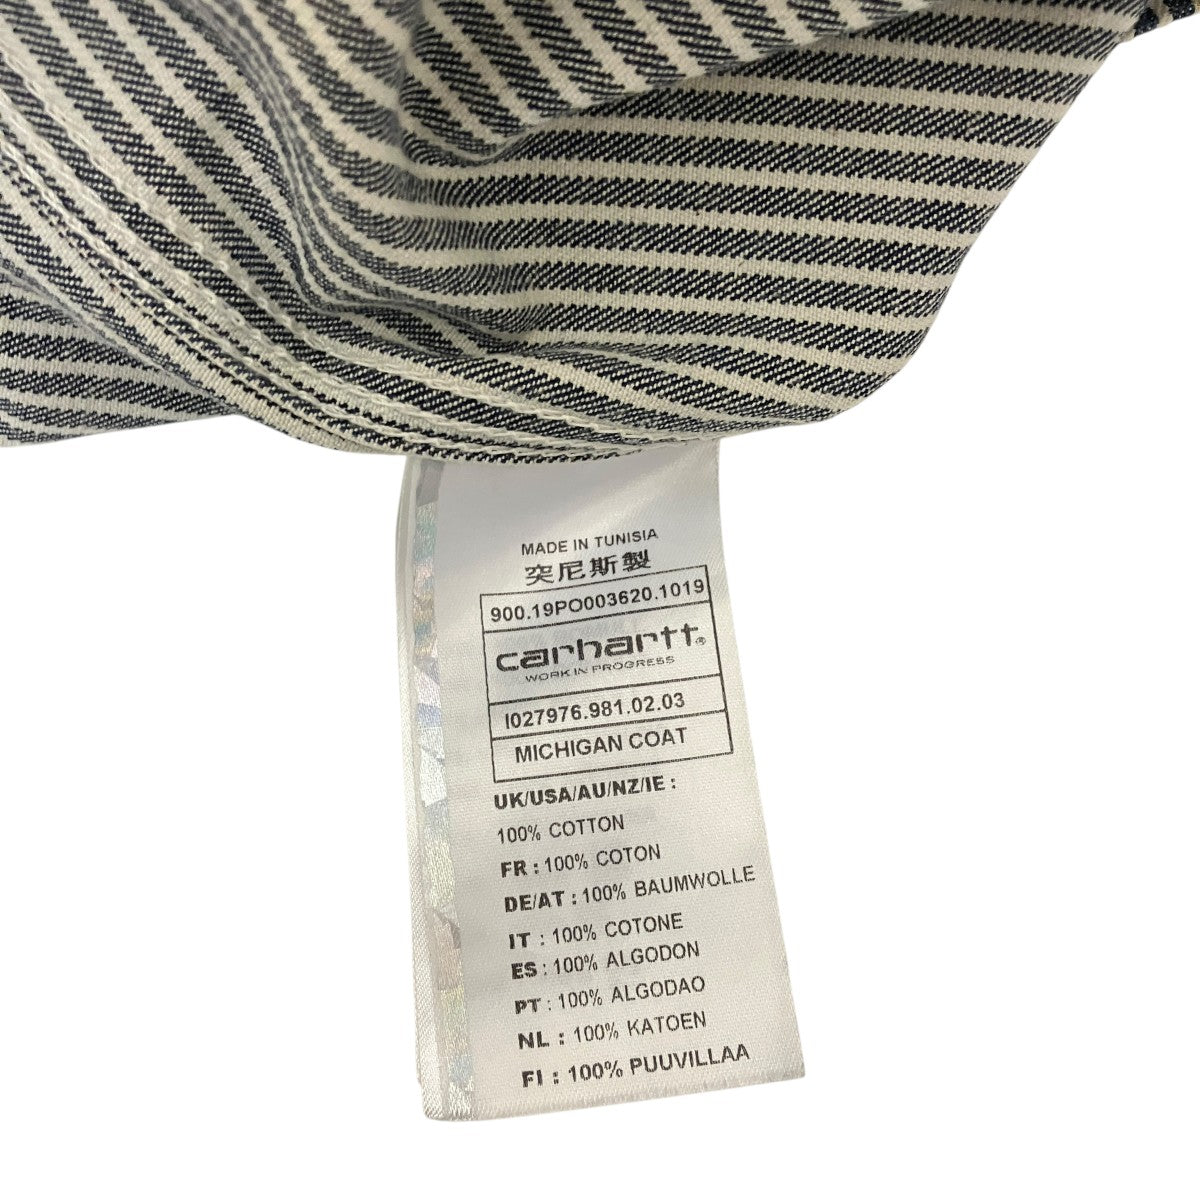 MADE IN TUNISIA
突尼斯製
900.19PO003620.1019
carhartt®
WORK IN PROGRESS
I027976.981.02.03
MICHIGAN COAT
UK/USA/AU/NZ/IE :
100% COTTON
FR : 100% COTON
DE/AT : 100% BAUMWOLLE
IT : 100% COTONE
ES : 100% ALGODON
PT : 100% ALGODAO
NL : 100% KATOEN
FI : 100% PUUVILLAA